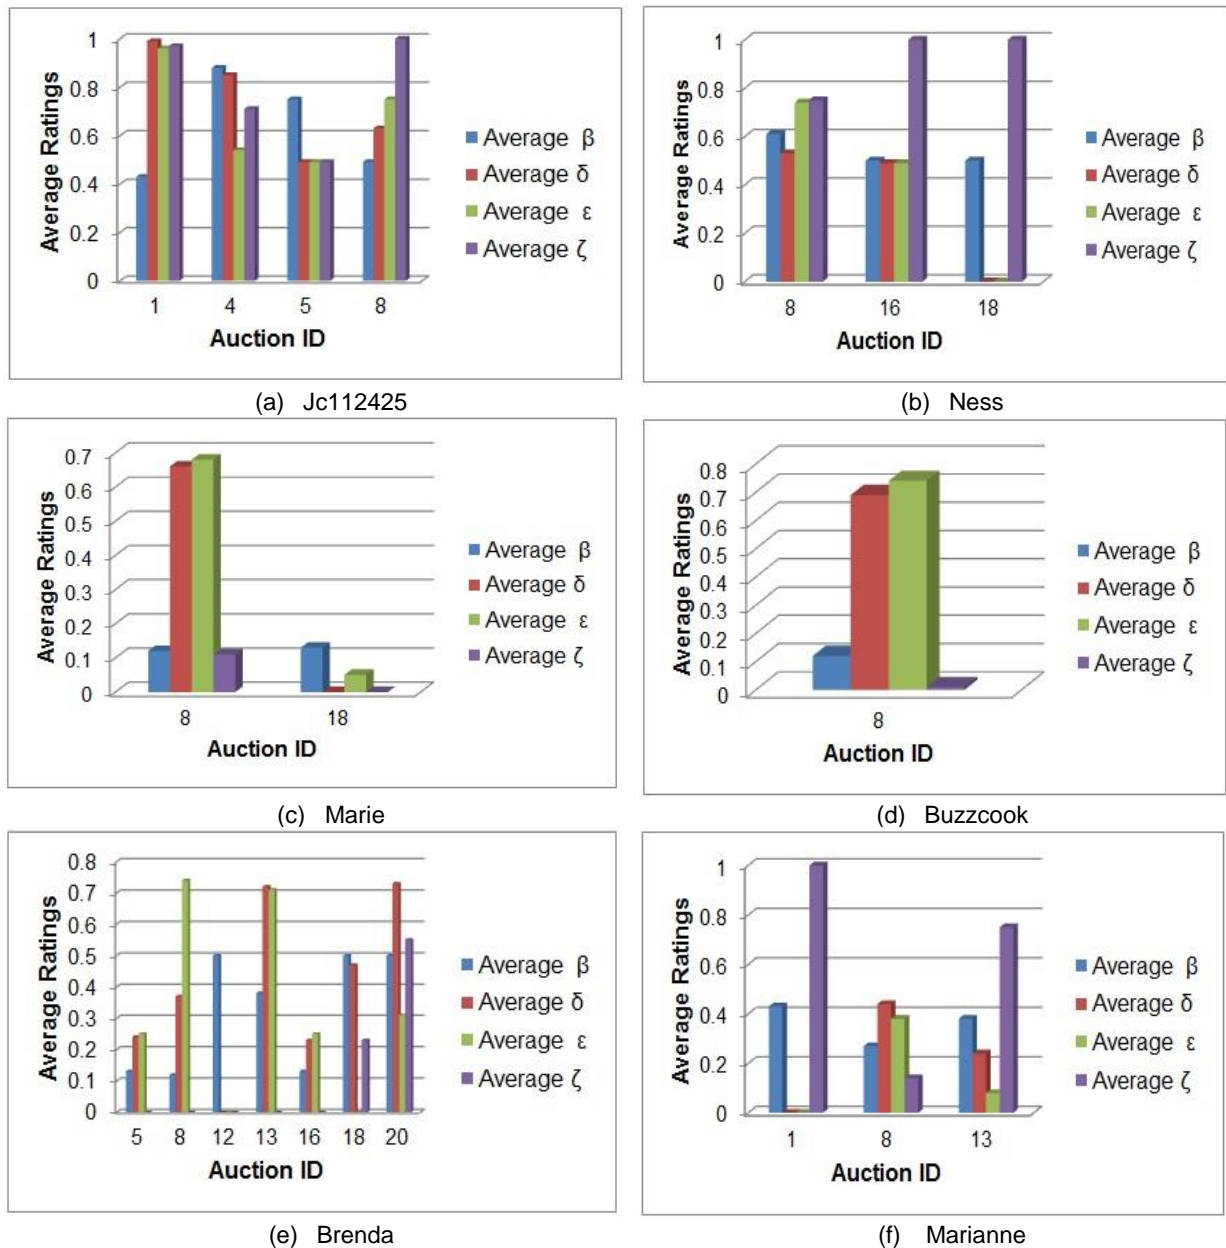 1
0.8
0.6
0.4
0.2
0
Average Ratings
1 4 5 8
Auction ID
Average β
Average δ
Average ε
Average ζ
(a) Jc112425
1
0.8
0.6
0.4
0.2
0
Average Ratings
8 16 18
Auction ID
Average β
Average δ
Average ε
Average ζ
(b) Ness
0.7
0.6
0.5
0.4
0.3
0.2
0.1
0
Average Ratings
8 18
Auction ID
Average β
Average δ
Average ε
Average ζ
(c) Marie
0.8
0.7
0.6
0.5
0.4
0.3
0.2
0.1
0
Average Ratings
8
Auction ID
Average β
Average δ
Average ε
Average ζ
(d) Buzzcook
0.8
0.7
0.6
0.5
0.4
0.3
0.2
0.1
0
Average Ratings
5 8 12 13 16 18 20
Auction ID
Average β
Average δ
Average ε
Average ζ
(e) Brenda
1
0.8
0.6
0.4
0.2
0
Average Ratings
1 8 13
Auction ID
Average β
Average δ
Average ε
Average ζ
(f) Marianne